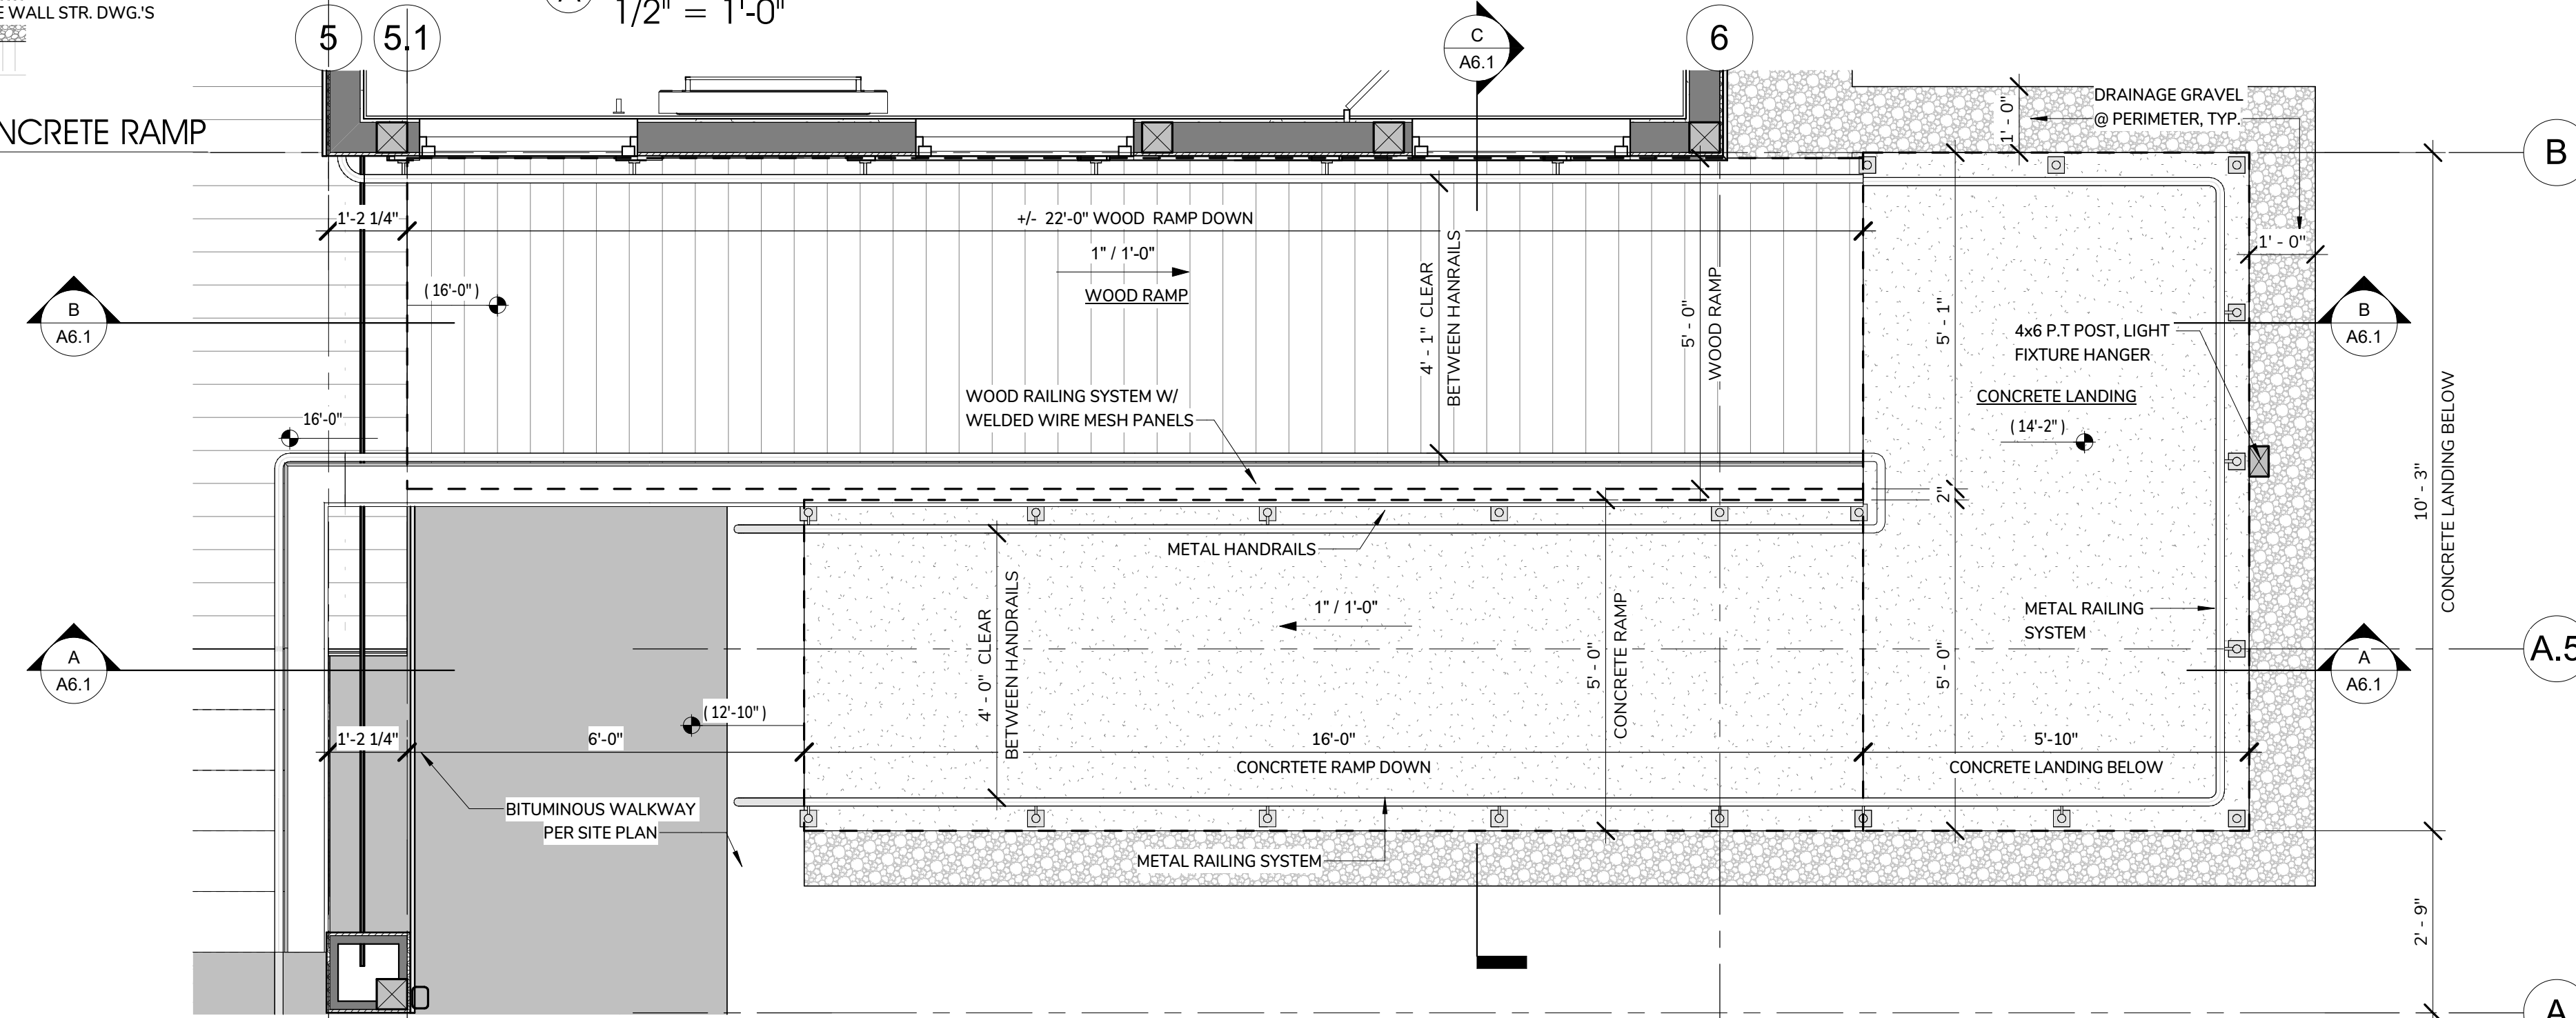 E WALL STR. DWG.'S
1/2" = 1'-0"
5
5.1
C
A6.1
6
NCRETE RAMP
1' - 0"
DRAINAGE GRAVEL
@ PERIMETER, TYP.
B
1'-2 1/4"
+/-  22'-0" WOOD  RAMP DOWN
1" / 1'-0"
WOOD RAMP
( 16'-0" )
4' - 1"  CLEAR
BETWEEN HANRAILS
5' - 0"
WOOD RAMP
5' - 1"
1' - 0"
B
A6.1
4x6 P.T POST, LIGHT
FIXTURE HANGER
B
A6.1
CONCRETE LANDING
( 14'-2" )
16'-0"
WOOD RAILING SYSTEM W/
WELDED WIRE MESH PANELS
2"
10' - 3"
CONCRETE LANDING BELOW
METAL HANDRAILS
4' - 0"  CLEAR
BETWEEN HANDRAILS
1" / 1'-0"
5' - 0"
CONCRETE RAMP
5' - 0"
METAL RAILING
SYSTEM
A
A6.1
A
A6.1
A.5
( 12'-10" )
1'-2 1/4"
6'-0"
16'-0"
CONCRTETE RAMP DOWN
5'-10"
CONCRETE LANDING BELOW
BITUMINOUS WALKWAY
PER SITE PLAN
METAL RAILING SYSTEM
2' - 9"
A